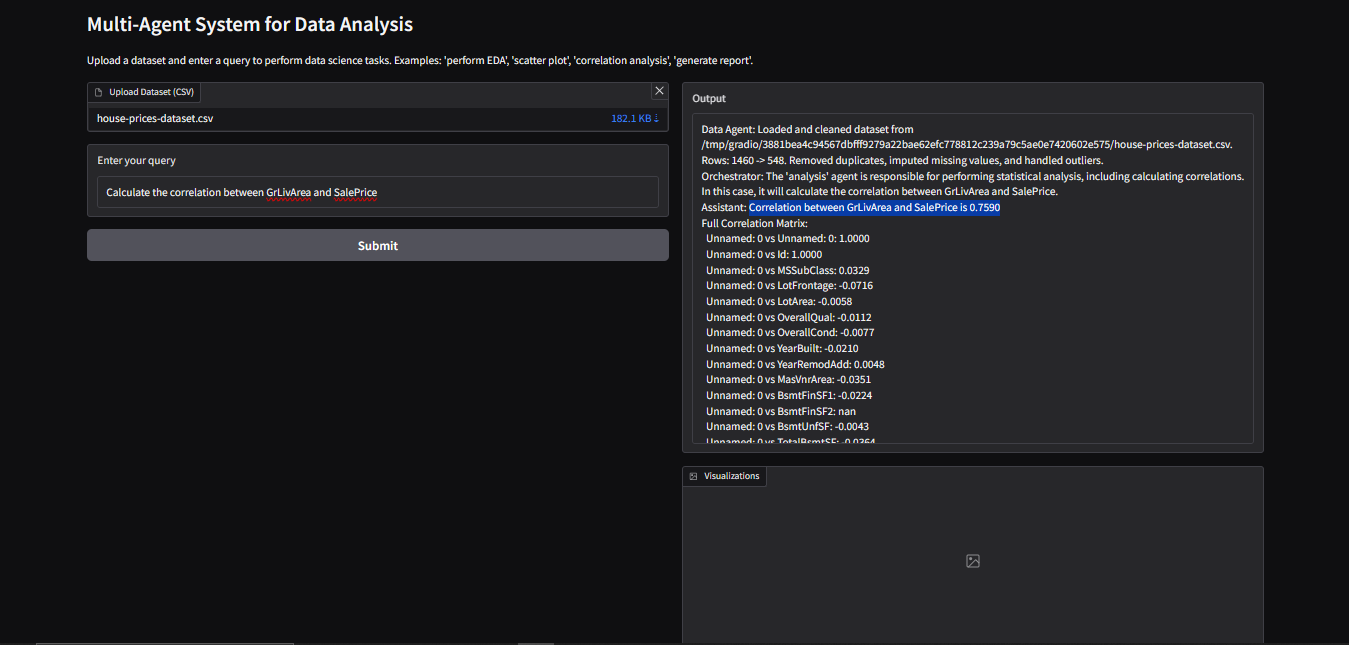 Multi-Agent System for Data Analysis
Upload a dataset and enter a query to perform data science tasks. Examples: 'perform EDA', 'scatter plot', 'correlation analysis', 'generate report'.
Upload Dataset (CSV)
house-prices-dataset.csv
182.1 KB ↓
Enter your query
Calculate the correlation between GrLivArea and SalePrice
Submit
Output
Data Agent: Loaded and cleaned dataset from
/tmp/gradio/3881bea4c94567dbfff9279a22bae62efc778812c239a79c5ae0e7420602e575/house-prices-dataset.csv.
Rows: 1460 -> 548. Removed duplicates, imputed missing values, and handled outliers.
Orchestrator: The 'analysis' agent is responsible for performing statistical analysis, including calculating correlations.
In this case, it will calculate the correlation between GrLivArea and SalePrice.
Assistant: Correlation between GrLivArea and SalePrice is 0.7590
Full Correlation Matrix:
Unnamed: 0 vs Unnamed: 0: 1.0000
Unnamed: 0 vs Id: 1.0000
Unnamed: 0 vs MSSubClass: 0.0329
Unnamed: 0 vs LotFrontage: -0.0716
Unnamed: 0 vs LotArea: -0.0058
Unnamed: 0 vs OverallQual: -0.0112
Unnamed: 0 vs OverallCond: -0.0077
Unnamed: 0 vs YearBuilt: -0.0210
Unnamed: 0 vs YearRemodAdd: 0.0048
Unnamed: 0 vs MasVnrArea: -0.0351
Unnamed: 0 vs BsmtFinSF1: -0.0224
Unnamed: 0 vs BsmtFinSF2: nan
Unnamed: 0 vs BsmtUnfSF: -0.0043
Unnamed: 0 vs TotalBsmtSF: -0.0364
Visualizations